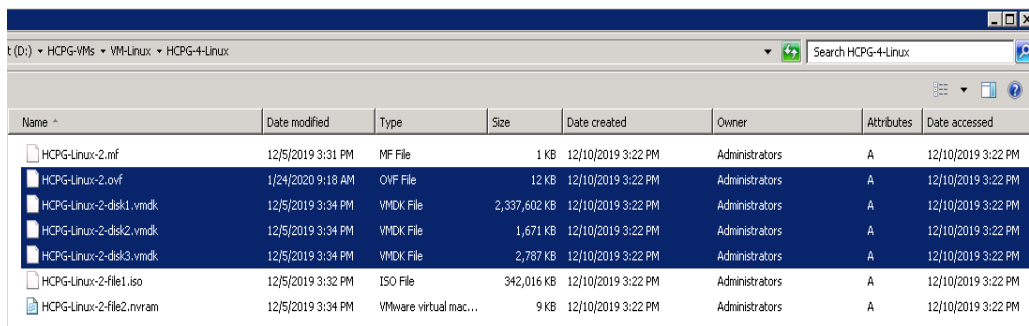 t (D:) ▾ HCPG-VMs ▾ VM-Linux ▾ HCPG-4-Linux Search HCPG-4-Linux
Name Date modified Type Size Date created Owner Attributes Date accessed
HCPG-Linux-2.mf 12/5/2019 3:31 PM MF File 1 KB 12/10/2019 3:22 PM Administrators A 12/10/2019 3:22 PM
HCPG-Linux-2.ovf 1/24/2020 9:18 AM OVF File 12 KB 12/10/2019 3:22 PM Administrators A 12/10/2019 3:22 PM
HCPG-Linux-2-disk1.vmdk 12/5/2019 3:34 PM VMDK File 2,337,602 KB 12/10/2019 3:22 PM Administrators A 12/10/2019 3:22 PM
HCPG-Linux-2-disk2.vmdk 12/5/2019 3:34 PM VMDK File 1,671 KB 12/10/2019 3:22 PM Administrators A 12/10/2019 3:22 PM
HCPG-Linux-2-disk3.vmdk 12/5/2019 3:34 PM VMDK File 2,787 KB 12/10/2019 3:22 PM Administrators A 12/10/2019 3:22 PM
HCPG-Linux-2-file1.iso 12/5/2019 3:32 PM ISO File 342,016 KB 12/10/2019 3:22 PM Administrators A 12/10/2019 3:22 PM
HCPG-Linux-2-file2.nvram 12/5/2019 3:34 PM VMware virtual mac... 9 KB 12/10/2019 3:22 PM Administrators A 12/10/2019 3:22 PM